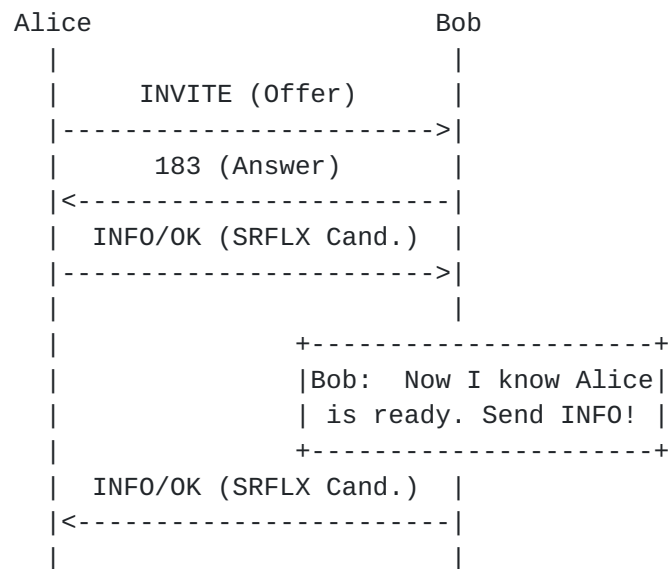 Alice Bob
INVITE (Offer)
183 (Answer)
INFO/OK (SRFLX Cand.)
Bob: Now I know Alice
is ready. Send INFO!
INFO/OK (SRFLX Cand.)